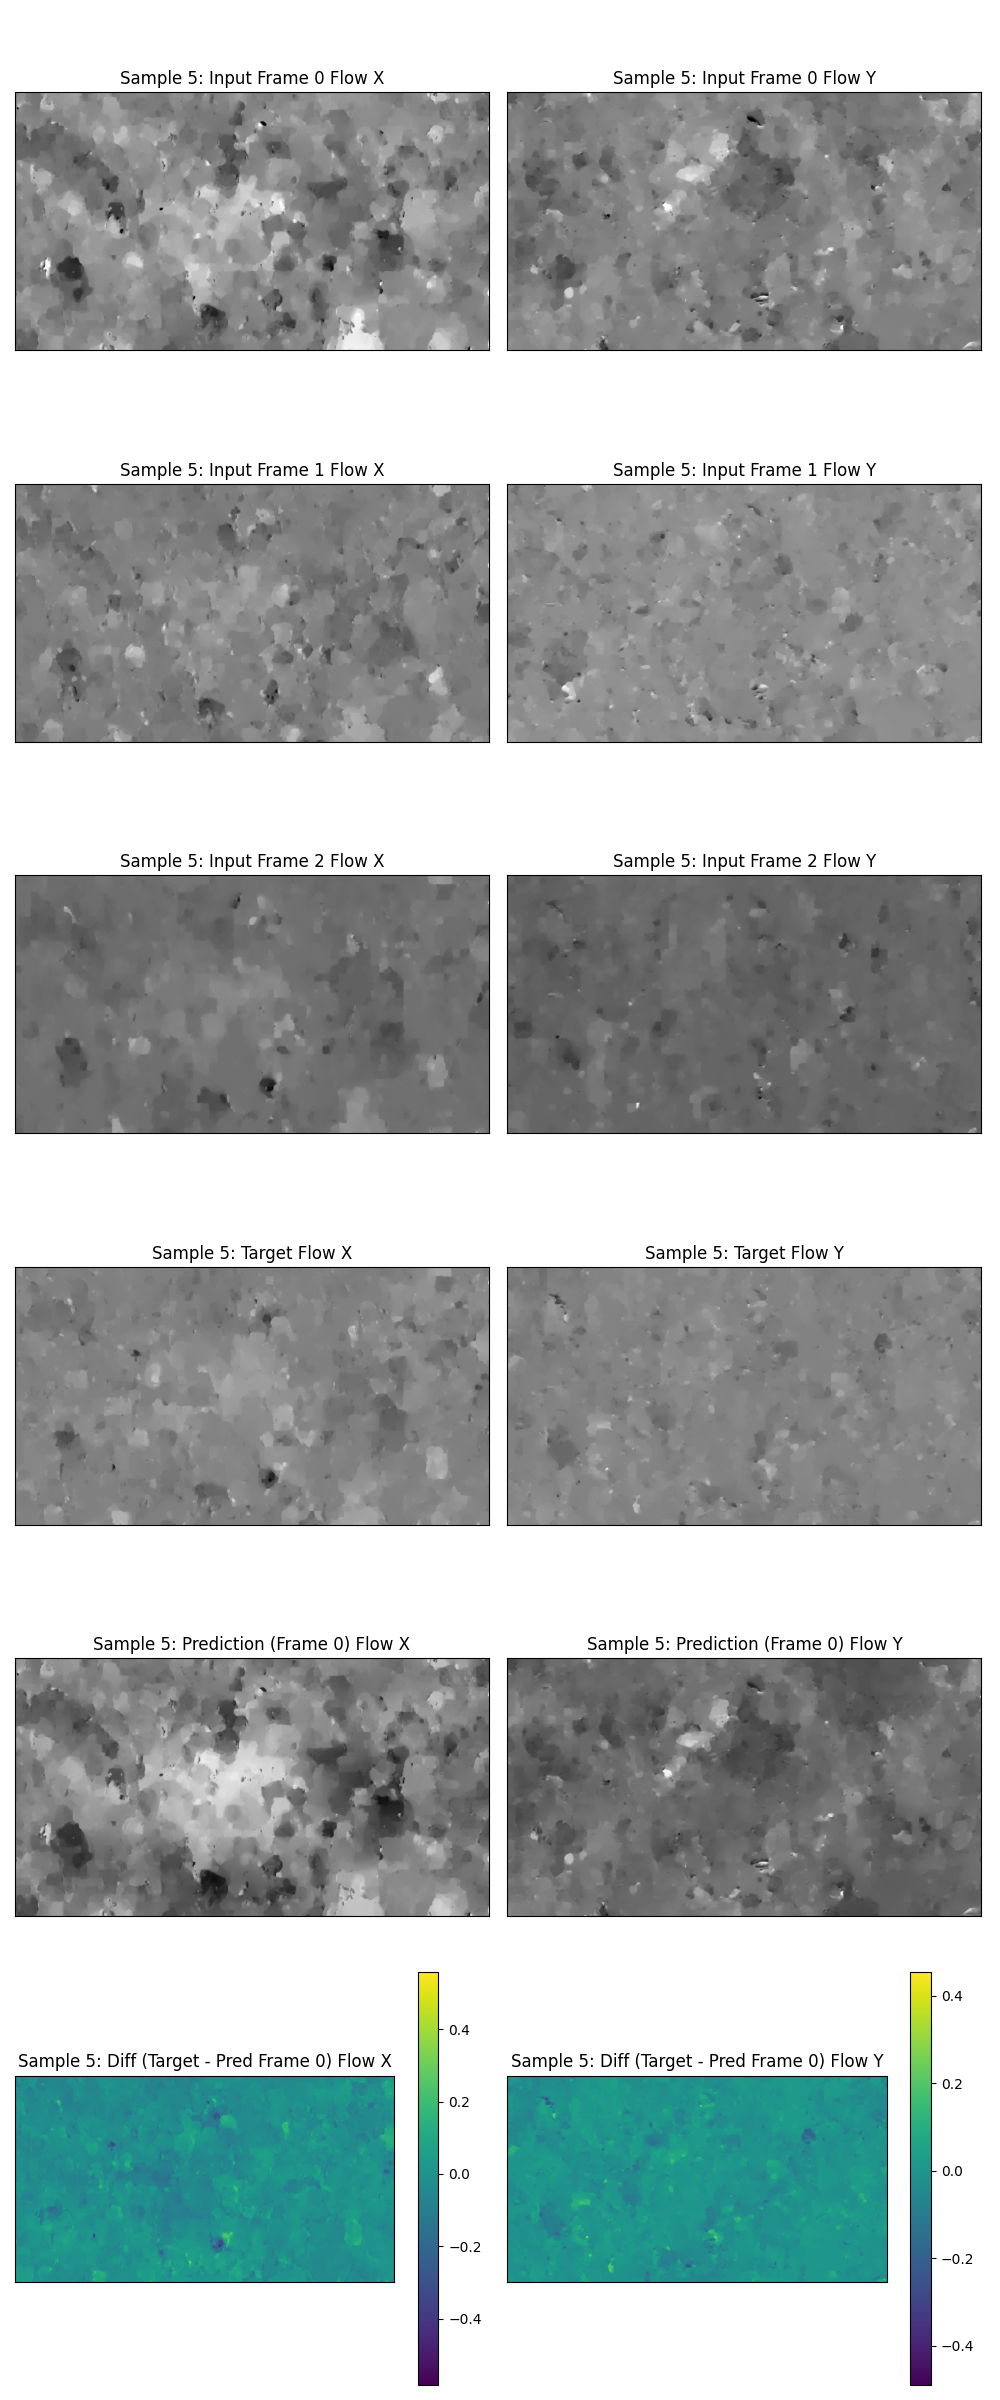 Sample 5: Input Frame 0 Flow X
Sample 5: Input Frame 0 Flow Y
Sample 5: Input Frame 1 Flow X
Sample 5: Input Frame 1 Flow Y
Sample 5: Input Frame 2 Flow X
Sample 5: Input Frame 2 Flow Y
Sample 5: Target Flow X
Sample 5: Target Flow Y
Sample 5: Prediction (Frame 0) Flow X
Sample 5: Prediction (Frame 0) Flow Y
Sample 5: Diff (Target - Pred Frame 0) Flow X
0.4
0.2
0.0
−0.2
−0.4
Sample 5: Diff (Target - Pred Frame 0) Flow Y
0.4
0.2
0.0
−0.2
−0.4